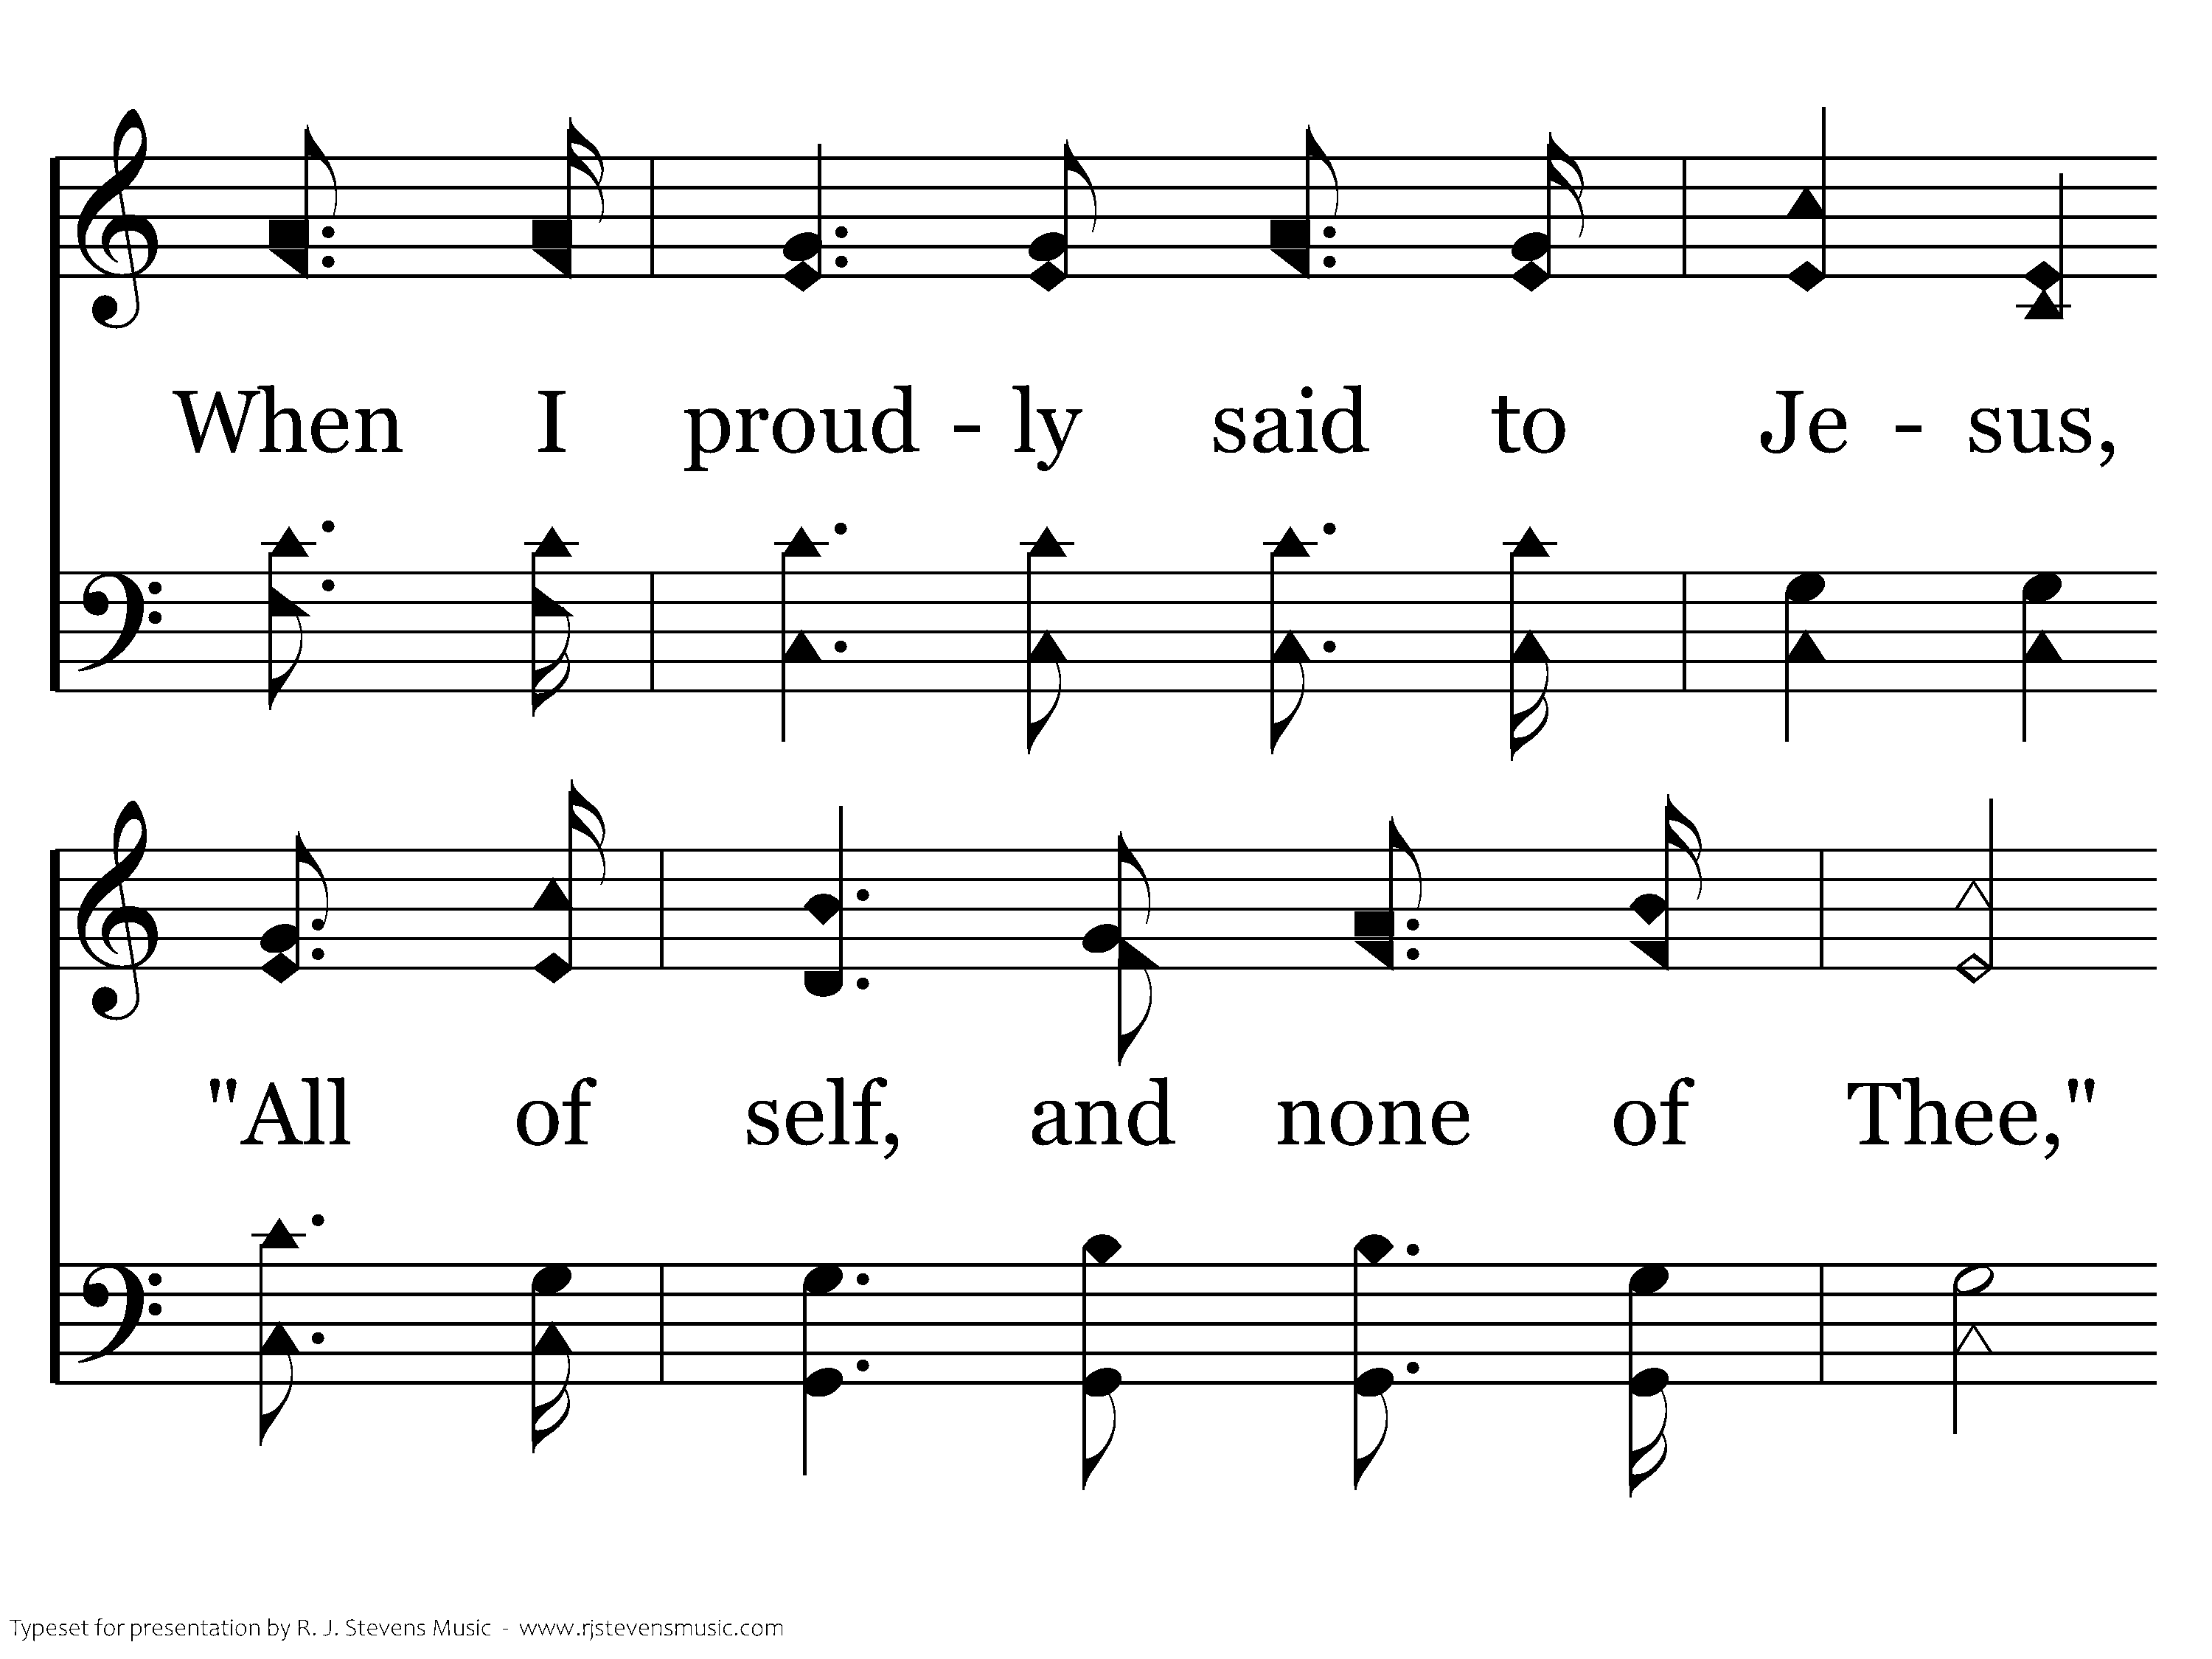 When I proud - ly said to Je - sus,
"All of self, and none of Thee,"
Typeset for presentation by R. J. Stevens Music - www.rjstevensmusic.com